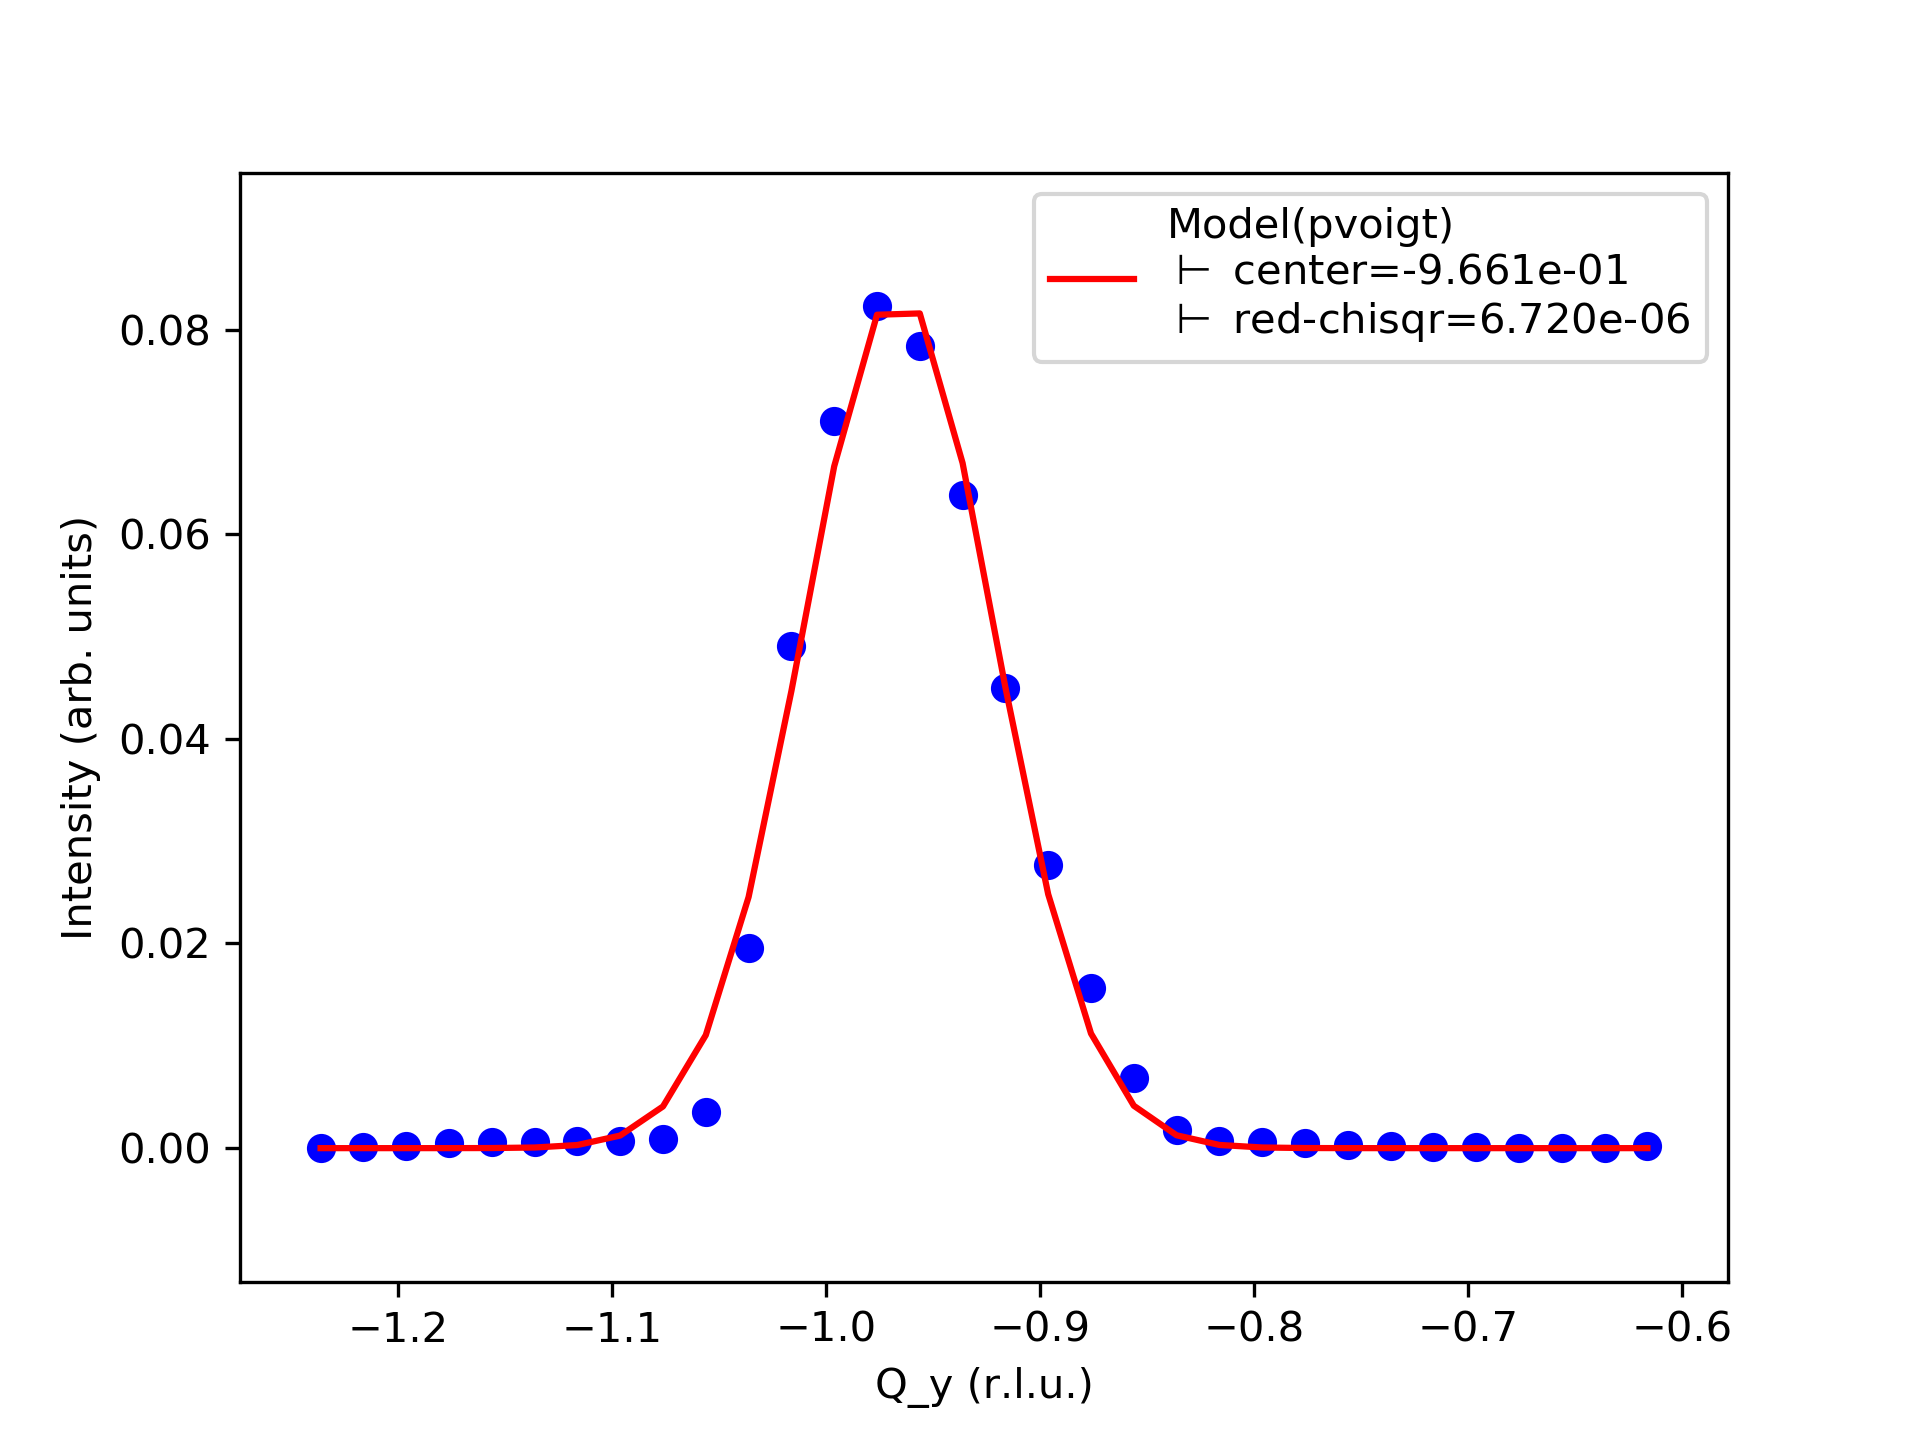 Model(pvoigt)
⊢ center=-9.661e-01
⊢ red-chisqr=6.720e-06
0.08
0.06
0.04
0.02
0.00
Intensity (arb. units)
−1.2 −1.1 −1.0 −0.9 −0.8 −0.7 −0.6
Q_y (r.l.u.)